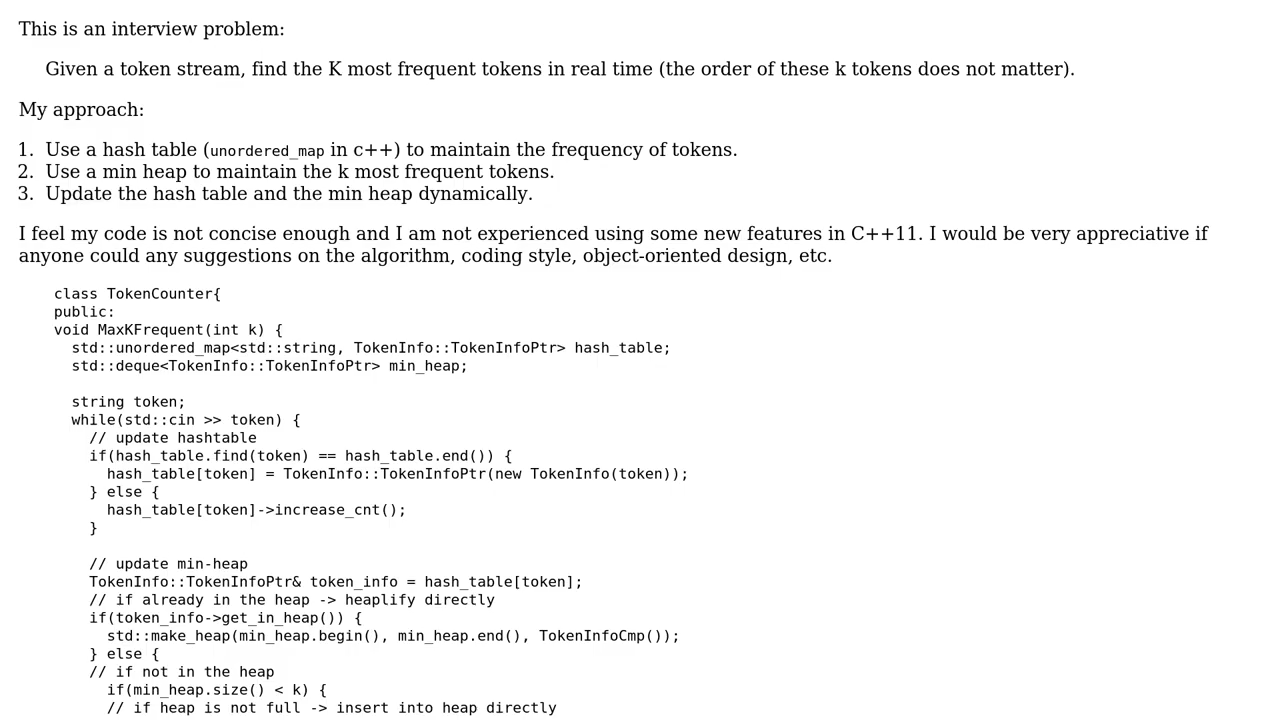 This is an interview problem:
Given a token stream, find the K most frequent tokens in real time (the order of these k tokens does not matter).
My approach:
1. Use a hash table (unordered_map in c++) to maintain the frequency of tokens.
2. Use a min heap to maintain the k most frequent tokens.
3. Update the hash table and the min heap dynamically.
I feel my code is not concise enough and I am not experienced using some new features in C++11. I would be very appreciative if
anyone could any suggestions on the algorithm, coding style, object-oriented design, etc.
class TokenCounter{
public:
void MaxKFrequent(int k) {
  std::unordered_map<std::string, TokenInfo::TokenInfoPtr> hash_table;
  std::deque<TokenInfo::TokenInfoPtr> min_heap;

  string token;
  while(std::cin >> token) {
    // update hashtable
    if(hash_table.find(token) == hash_table.end()) {
      hash_table[token] = TokenInfo::TokenInfoPtr(new TokenInfo(token));
    } else {
      hash_table[token]->increase_cnt();
    }

    // update min-heap
    TokenInfo::TokenInfoPtr& token_info = hash_table[token];
    // if already in the heap -> heaplify directly
    if(token_info->get_in_heap()) {
      std::make_heap(min_heap.begin(), min_heap.end(), TokenInfoCmp());
    } else {
    // if not in the heap
      if(min_heap.size() < k) {
      // if heap is not full -> insert into heap directly